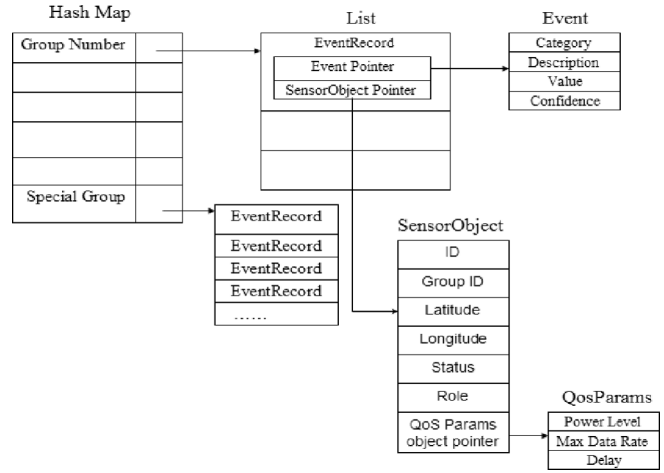 Hash Map
Group Number
Special Group
List
EventRecord
Event Pointer
SensorObject Pointer
Event
Category
Description
Value
Confidence
EventRecord
EventRecord
EventRecord
EventRecord
......
SensorObject
ID
Group ID
Latitude
Longitude
Status
Role
QoS Params
object pointer
QosParams
Power Level
Max Data Rate
Delay